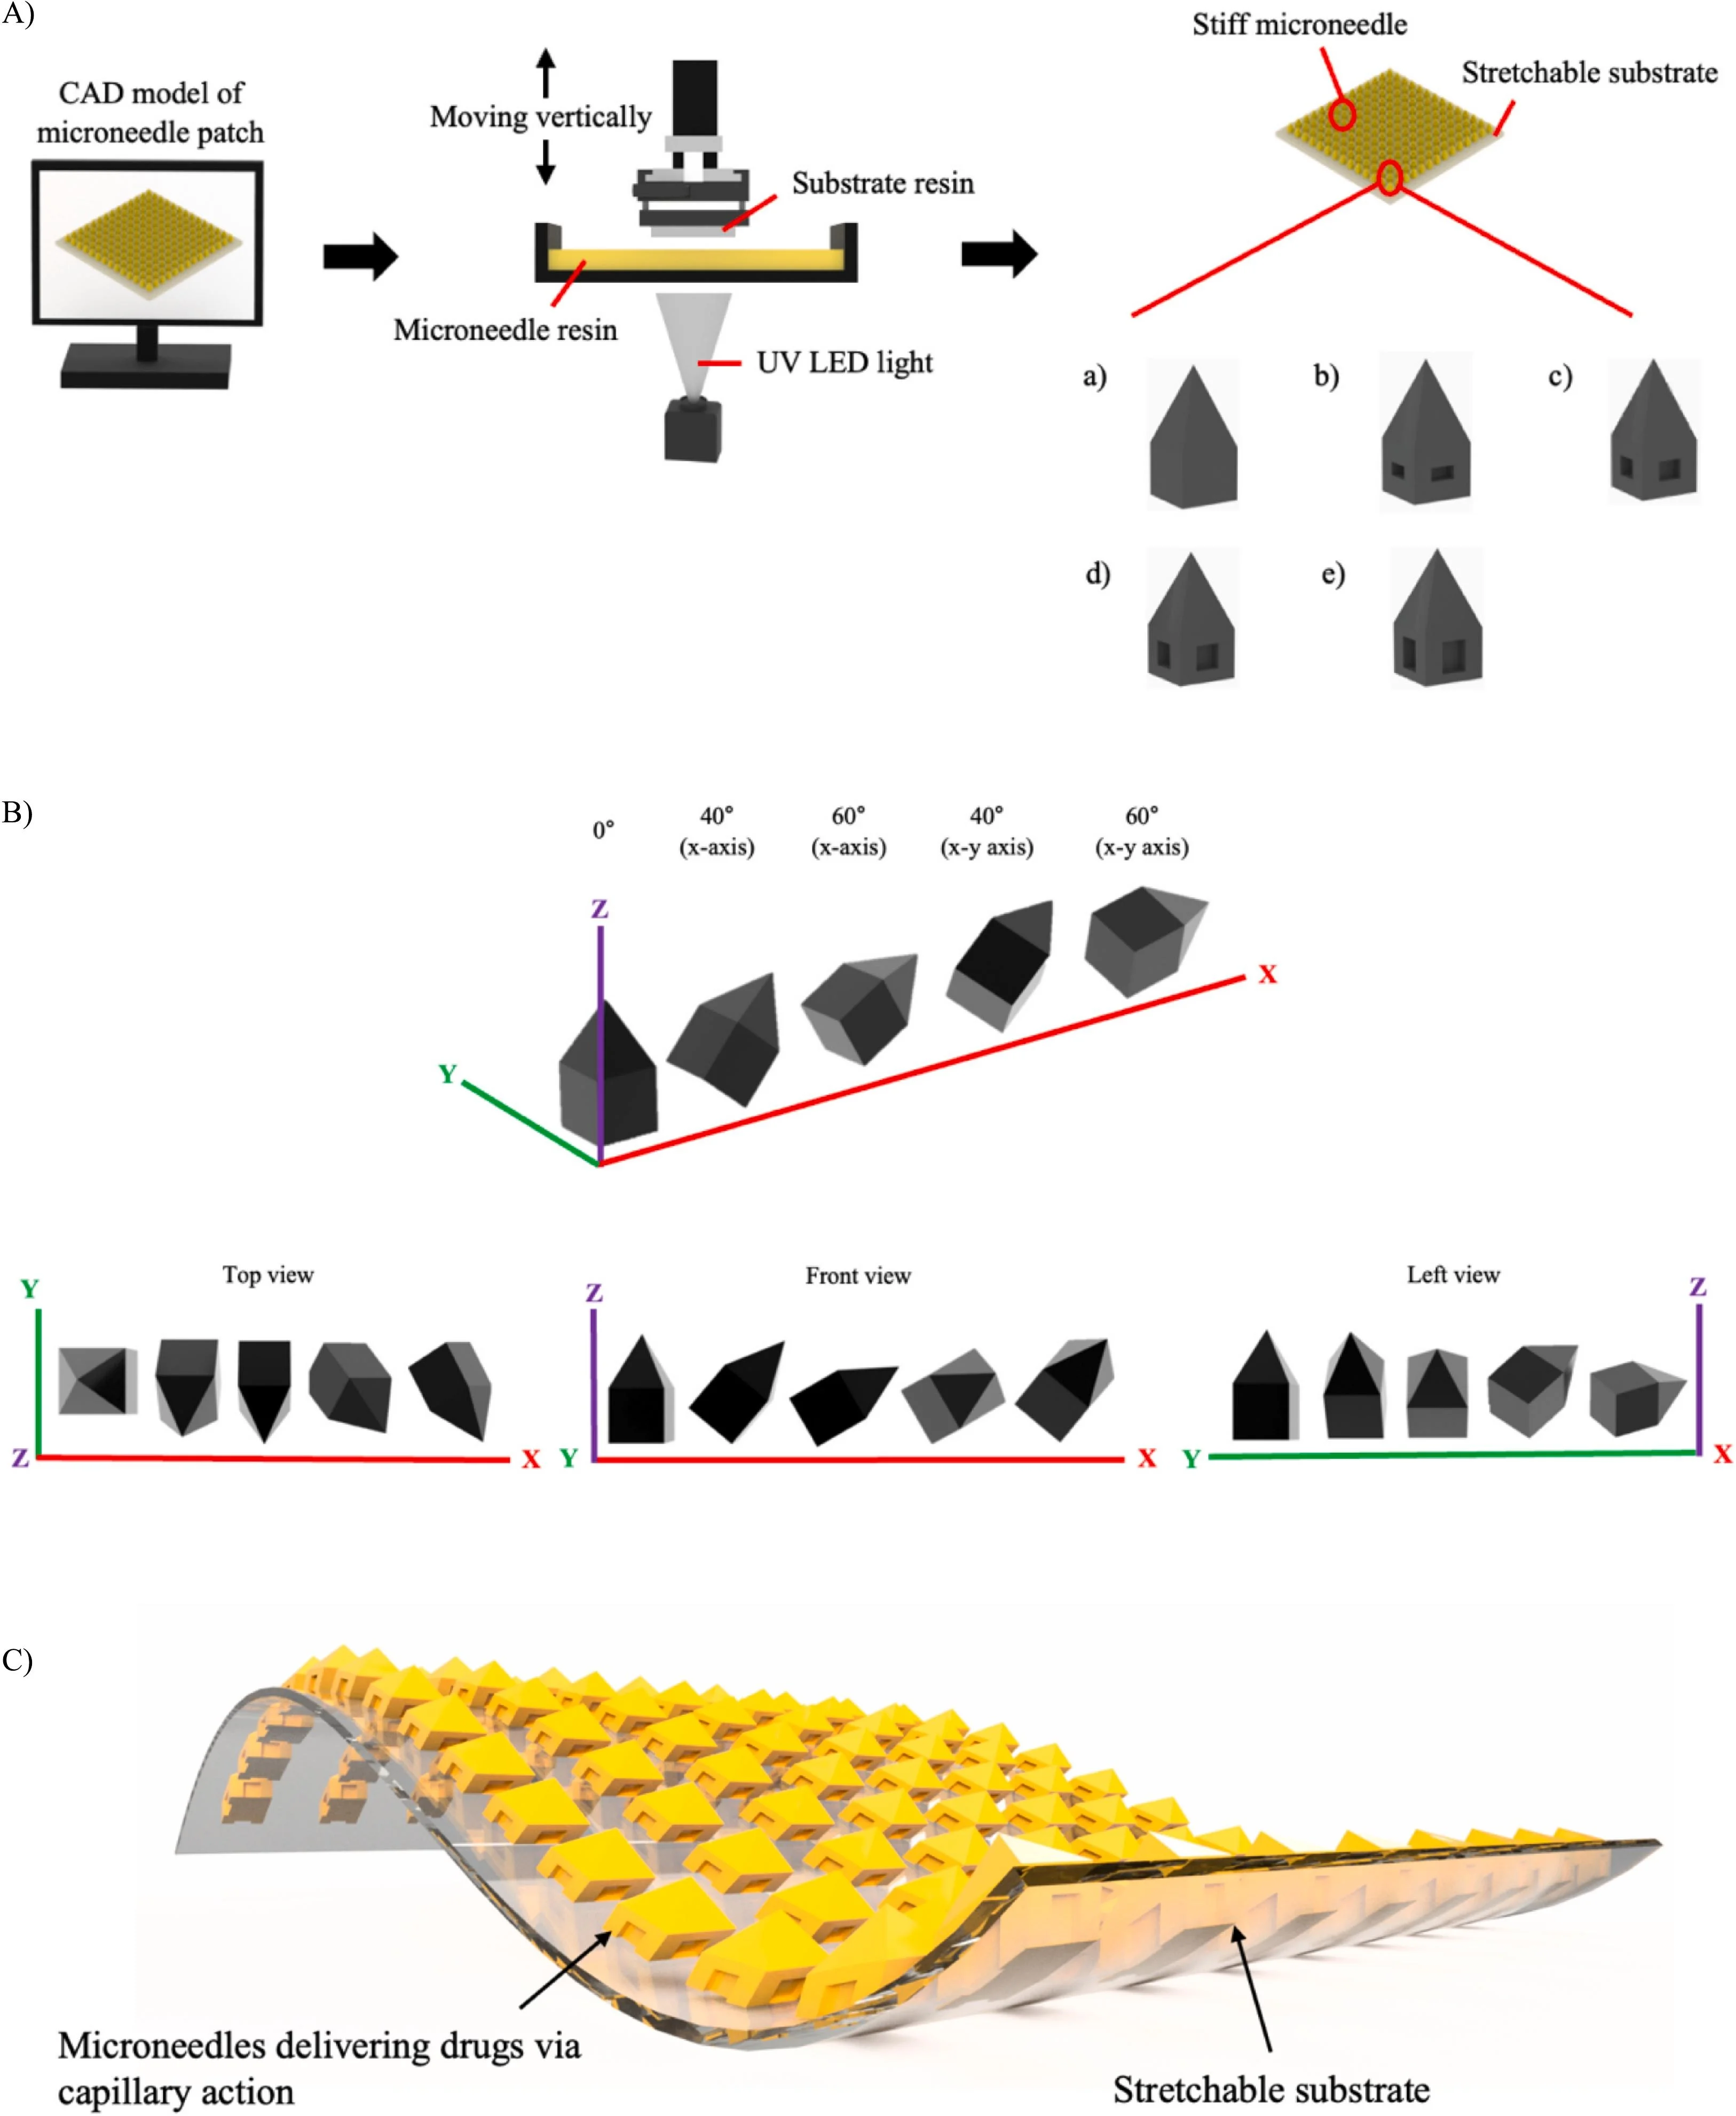 A)
CAD model of
microneedle patch
Moving vertically
Substrate resin
Microneedle resin
UV LED light
Stiff microneedle
Stretchable substrate
a)
b)
c)
d)
e)
B)
0°
40°
(x-axis)
60°
(x-axis)
40°
(x-y axis)
60°
(x-y axis)
Z
Y
X
Top view
Y
Z
X
Front view
Z
Y
X
Left view
Z
Y
X
C)
Microneedles delivering drugs via
capillary action
Stretchable substrate